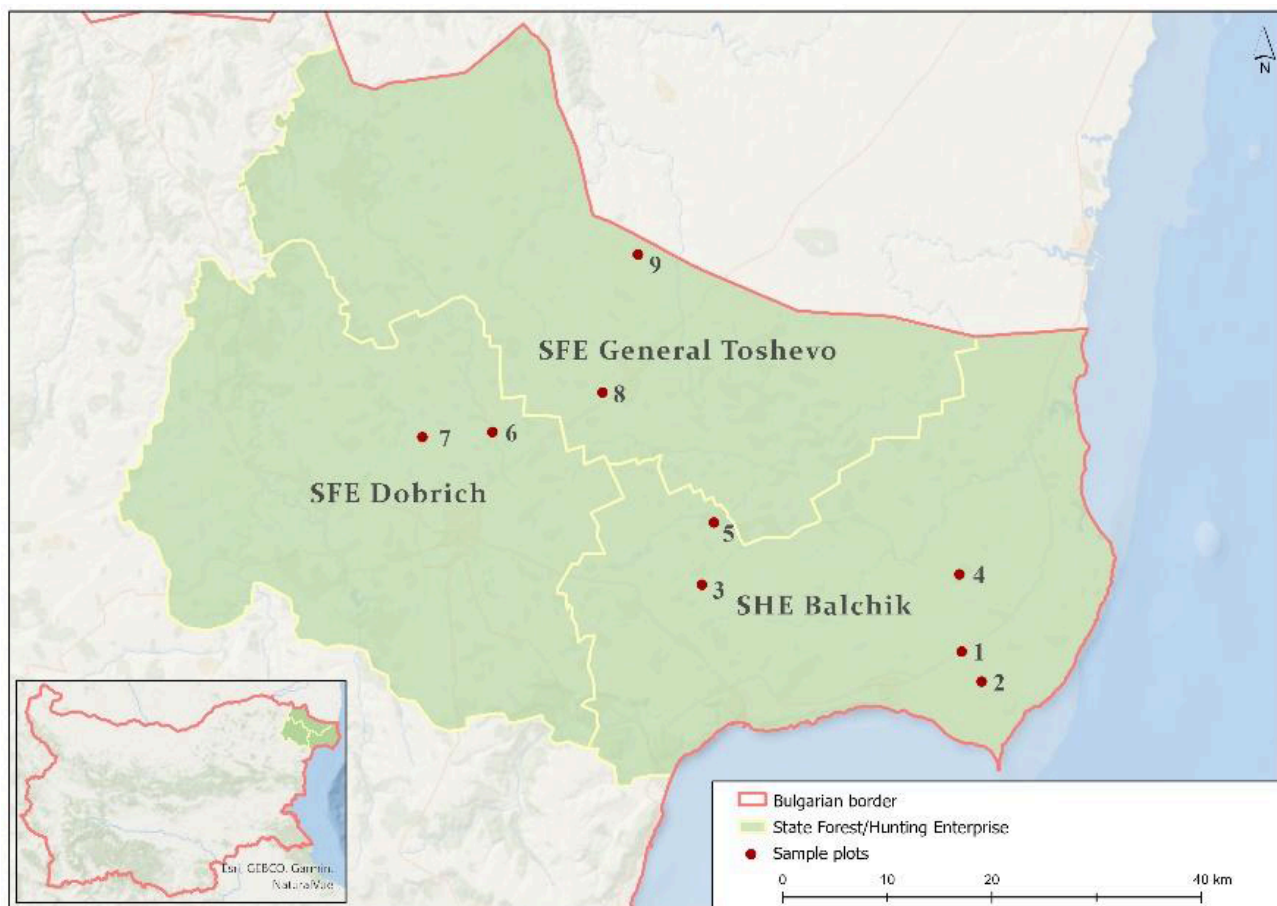 N
9
SFE General Toshevo
8
7
6
SFE Dobrich
5
3
4
SHE Balchik
1
2
Esri, GEBCO, Garmin,
NaturalVue
Bulgarian border
State Forest/Hunting Enterprise
Sample plots
0 10 20 40 km